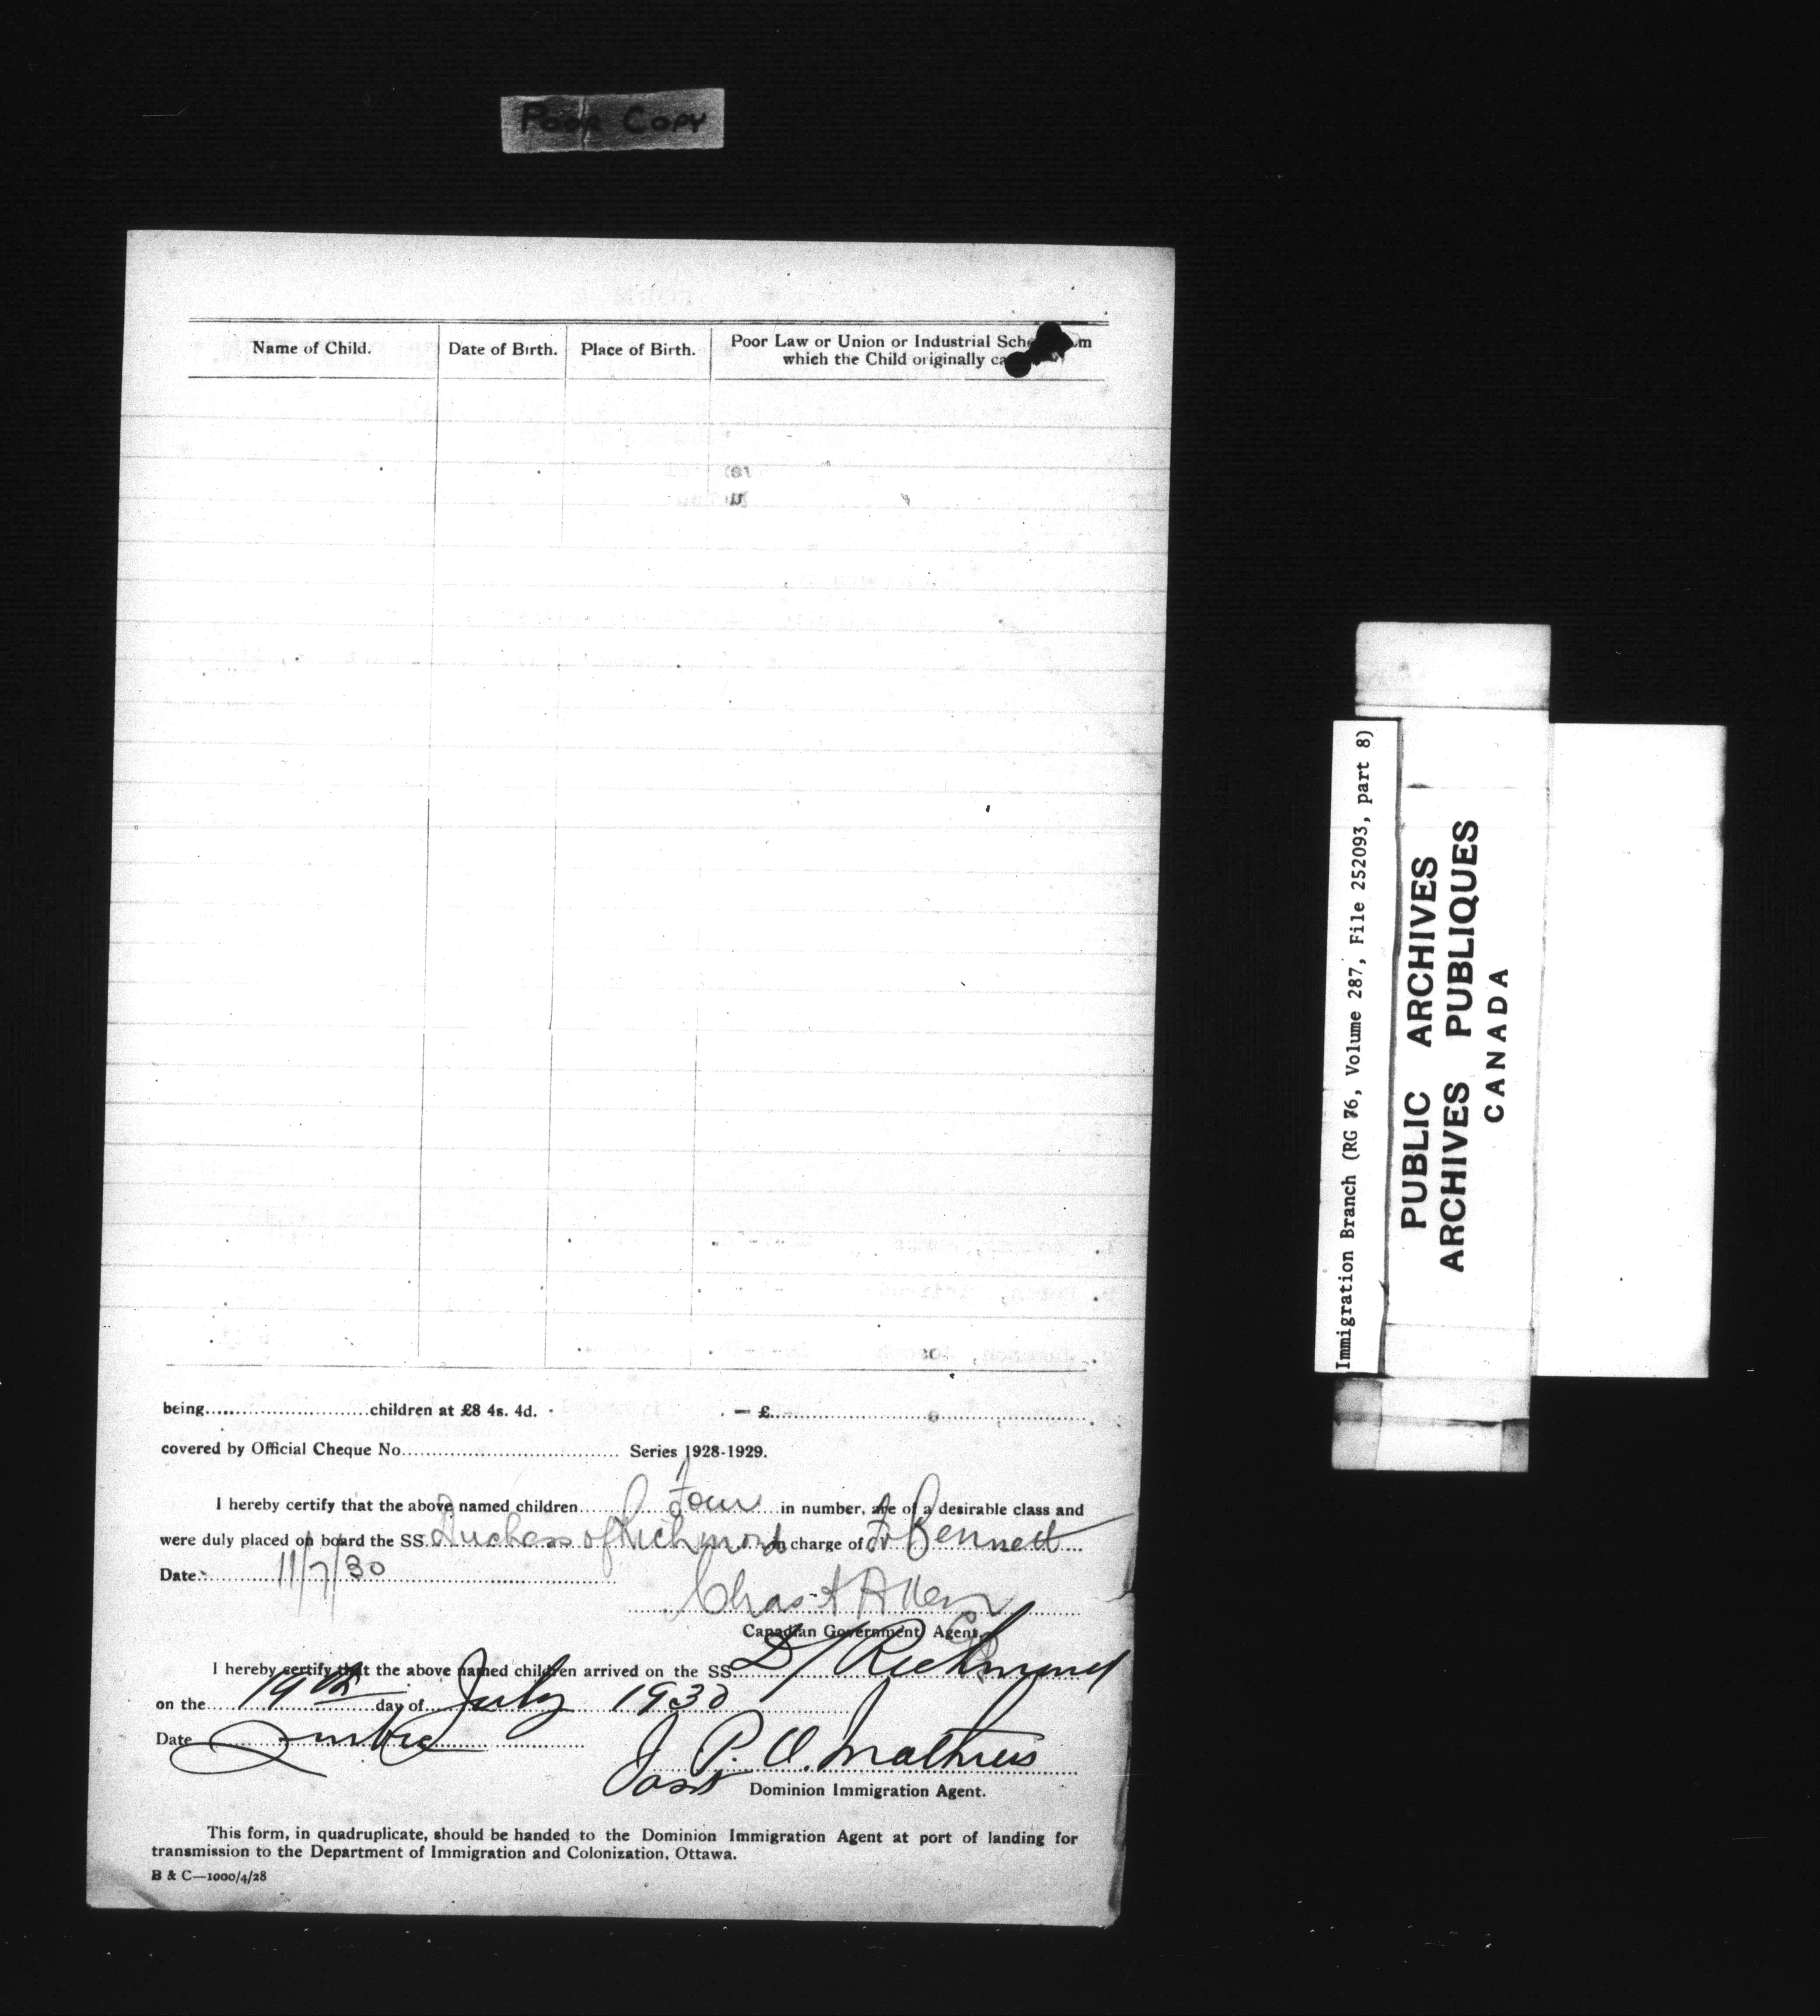 POOR COPY
Name of Child. Date of Birth. Place of Birth. Poor Law or Union or Industrial
which the Child originally
being children at £8 4s. 4d. — £
covered by Official Cheque No. Series 1928-1929.
I hereby certify that the above named children Four in number, are of a desirable class and
were duly placed on board the SS Duchess of Richmond in charge of Bennett
Date 11/7/30
Chas A Allen
Canadian Government Agent.
I hereby certify that the above named children arrived on the SS D/Richmond
on the 19th day of July 1930
Date
J. P. O. Mathieu
Dominion Immigration Agent.
This form, in quadruplicate, should be handed to the Dominion Immigration Agent at port of landing for
transmission to the Department of Immigration and Colonization, Ottawa.
B & C—1000/4/28
Immigration Branch (RG 76, Volume 287, File 252093, part 8)
PUBLIC ARCHIVES
ARCHIVES PUBLIQUES
CANADA